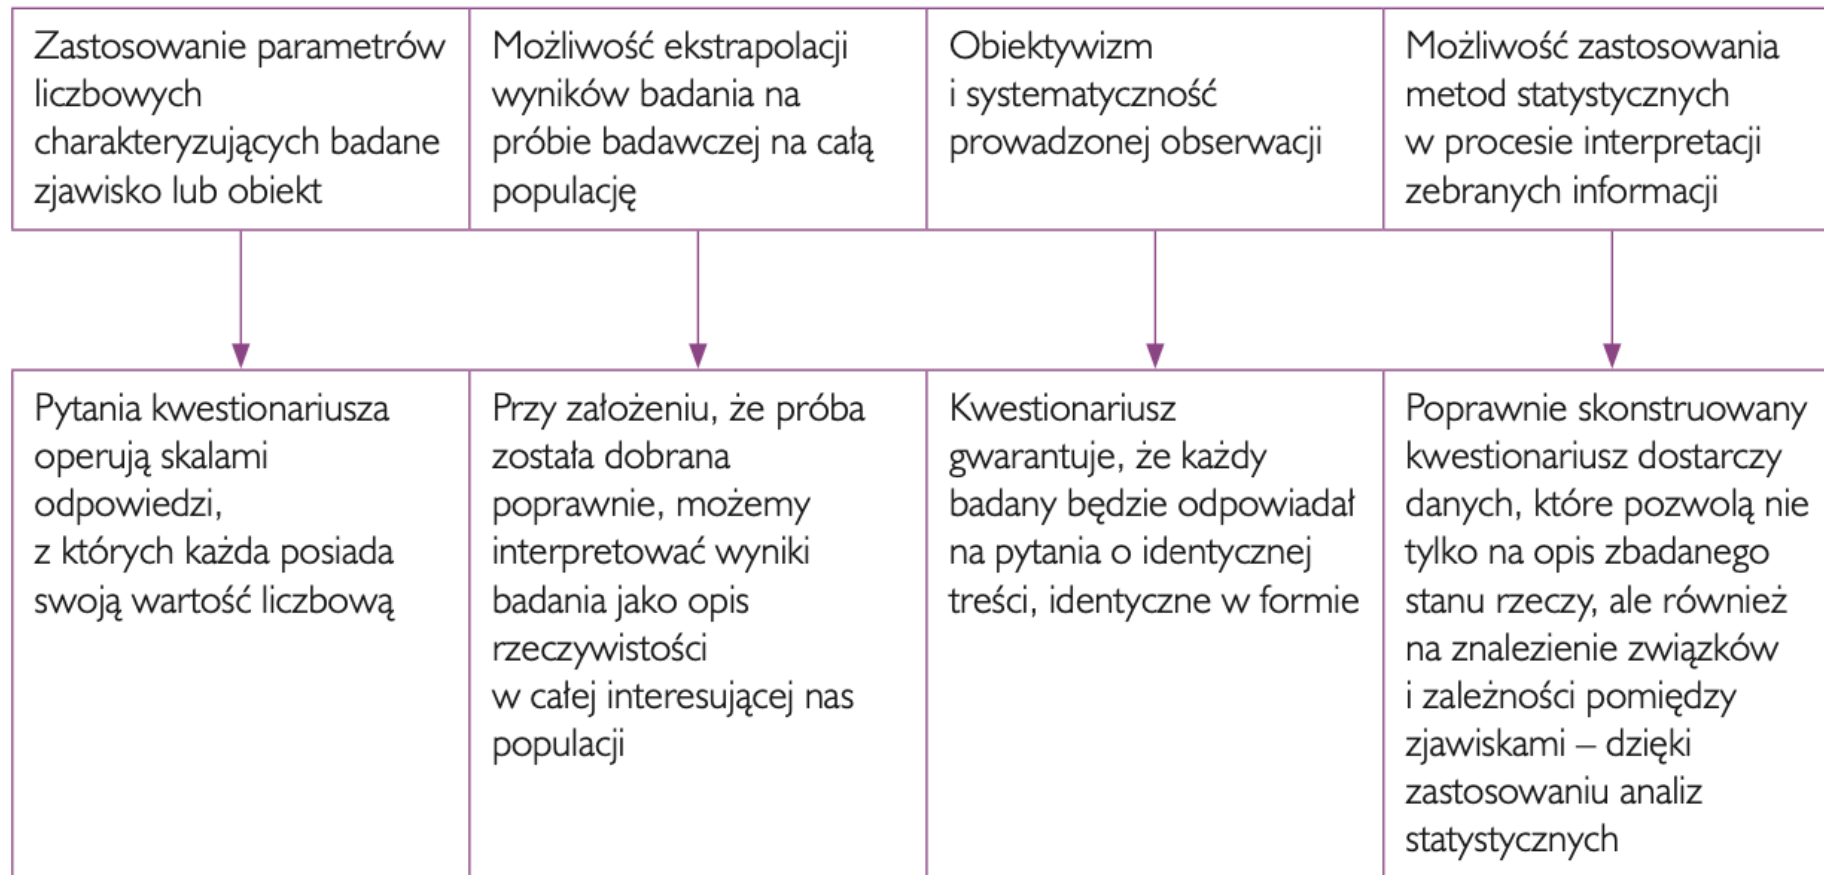 Zastosowanie parametrów
liczbowych
charakteryzujących badane
zjawisko lub obiekt
Możliwość ekstrapolacji
wyników badania na
próbie badawczej na całą
populację
Obiektywizm
i systematyczność
prowadzonej obserwacji
Możliwość zastosowania
metod statystycznych
w procesie interpretacji
zebranych informacji
Pytania kwestionariusza
operują skalami
odpowiedzi,
z których każda posiada
swoją wartość liczbową
Przy założeniu, że próba
została dobrana
poprawnie, możemy
interpretować wyniki
badania jako opis
rzeczywistości
w całej interesującej nas
populacji
Kwestionariusz
gwarantuje, że każdy
badany będzie odpowiadał
na pytania o identycznej
treści, identyczne w formie
Poprawnie skonstruowany
kwestionariusz dostarczy
danych, które pozwolą nie
tylko na opis zbadanego
stanu rzeczy, ale również
na znalezienie związków
i zależności pomiędzy
zjawiskami – dzięki
zastosowaniu analiz
statystycznych